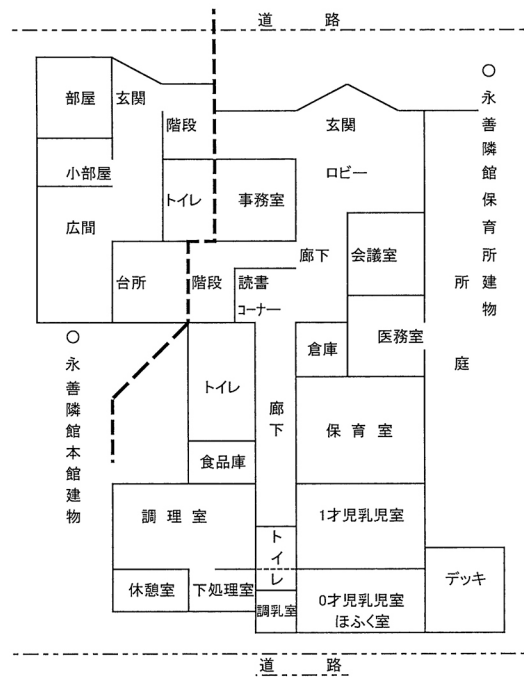 道　路
部屋
玄関
階段
玄関
小部屋
トイレ
事務室
ロビー
広間
廊下
会議室
台所
階段
読書
コーナー
所庭
倉庫
医務室
トイレ
廊下
保育室
食品庫
調理室
1才児乳児室
トイレ
休憩室
下処理室
調乳室
0才児乳児室
ほふく室
デッキ
○永善隣館保育所建物
○永善隣館本館建物
道　路